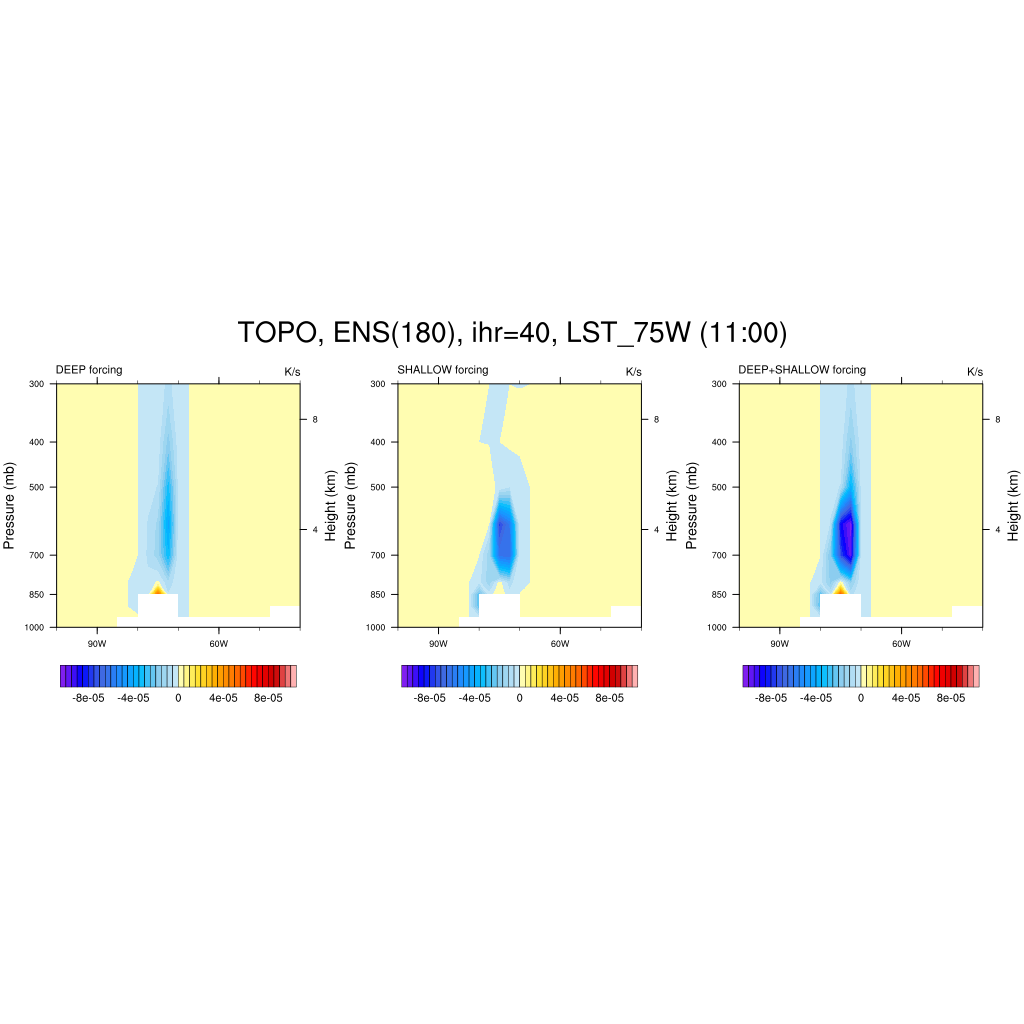 TOPO, ENS(180), ihr=40, LST_75W (11:00)
DEEP forcing K/s
300
400
500
700
850
1000
Pressure (mb)
8
4
Height (km)
90W 60W
-8e-05 -4e-05 0 4e-05 8e-05
SHALLOW forcing K/s
300
400
500
700
850
1000
Pressure (mb)
8
4
Height (km)
90W 60W
-8e-05 -4e-05 0 4e-05 8e-05
DEEP+SHALLOW forcing K/s
300
400
500
700
850
1000
Pressure (mb)
8
4
Height (km)
90W 60W
-8e-05 -4e-05 0 4e-05 8e-05